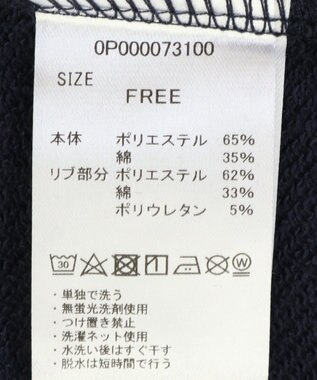 0P000073100
SIZE
FREE
本体 ポリエステル 65%
綿 35%
リブ部分 ポリエステル 62%
綿 33%
ポリウレタン 5%
30 W
・単独で洗う
・無蛍光洗剤使用
・つけ置き禁止
・洗濯ネット使用
・水洗い後はすぐ干す
・脱水は短時間で行う